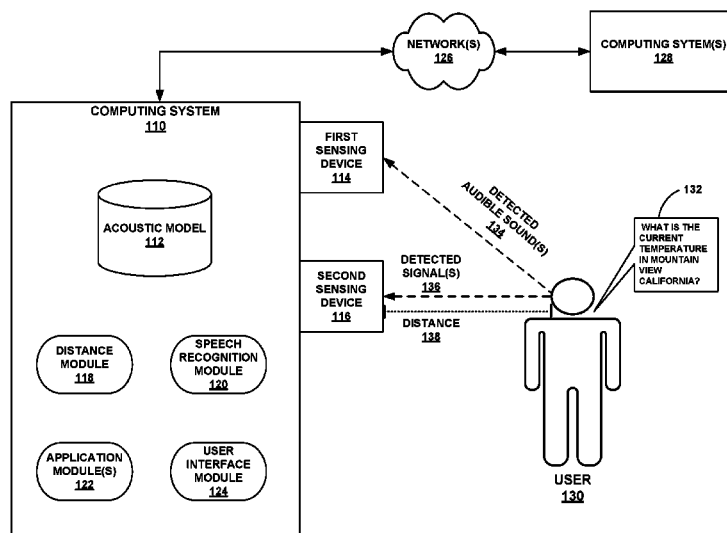 NETWORK(S)
126
COMPUTING SYTEM(S)
128
COMPUTING SYSTEM
110
FIRST
SENSING
DEVICE
114
ACOUSTIC MODEL
112
DETECTED
AUDIBLE SOUND(S)
134
132
WHAT IS THE
CURRENT
TEMPERATURE
IN MOUNTAIN
VIEW
CALIFORNIA?
SECOND
SENSING
DEVICE
116
DETECTED
SIGNAL(S)
136
DISTANCE
138
DISTANCE
MODULE
118
SPEECH
RECOGNITION
MODULE
120
APPLICATION
MODULE(S)
122
USER
INTERFACE
MODULE
124
USER
130